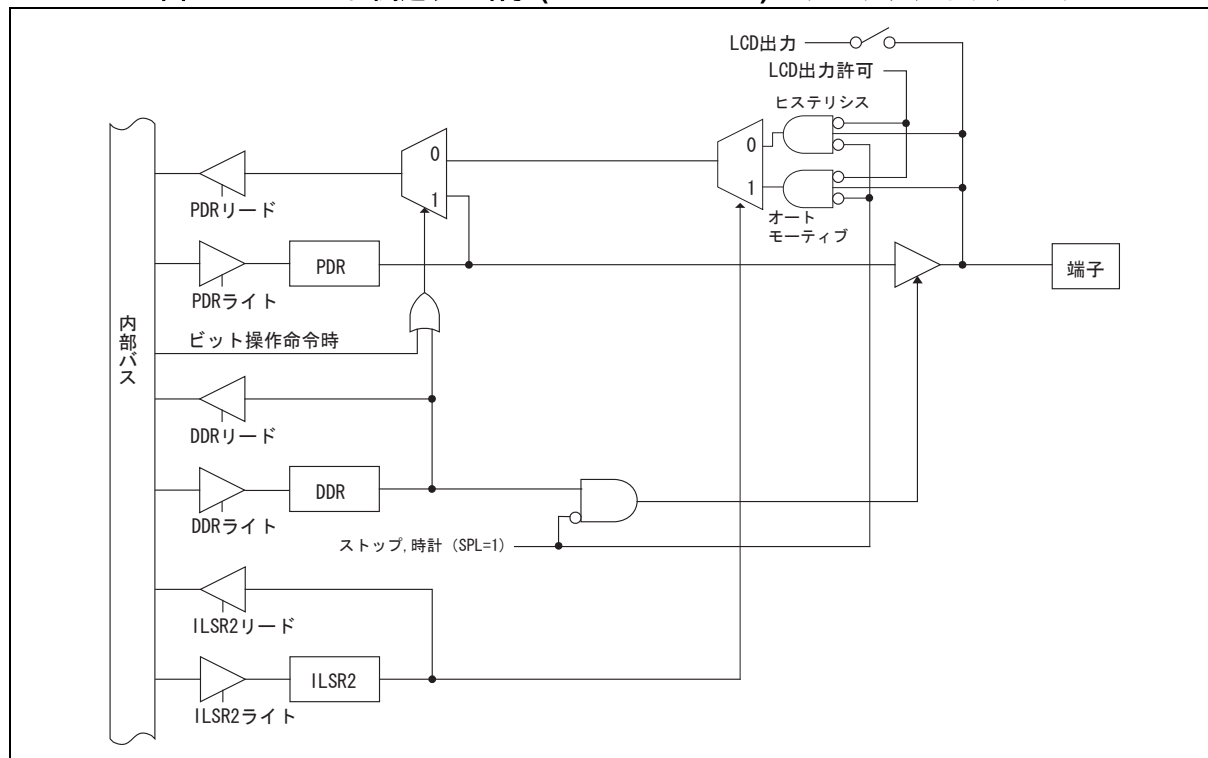 LCD出力
LCD出力許可
ヒステリシス
0
1
0
1
オート
モーティブ
PDRリード
PDR
PDRライト
端子
内部バス
ビット操作命令時
DDRリード
DDR
DDRライト
ストップ,時計 (SPL=1)
ILSR2リード
ILSR2
ILSR2ライト